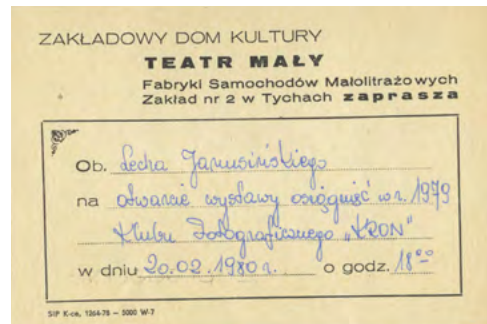 ZAKŁADOWY DOM KULTURY
TEATR MAŁY
Fabryki Samochodów Małolitrażowych
Zakład nr 2 w Tychach zaprasza
Ob. Lecha Janusińskiego
na otwarcie wystawy osiągnięć w r. 1979
Klubu Fotograficznego „KRON"
w dniu 20.02.1980 r. o godz. 18⁰⁰
SIP K-ce, 1264-78 – 5000 W-7